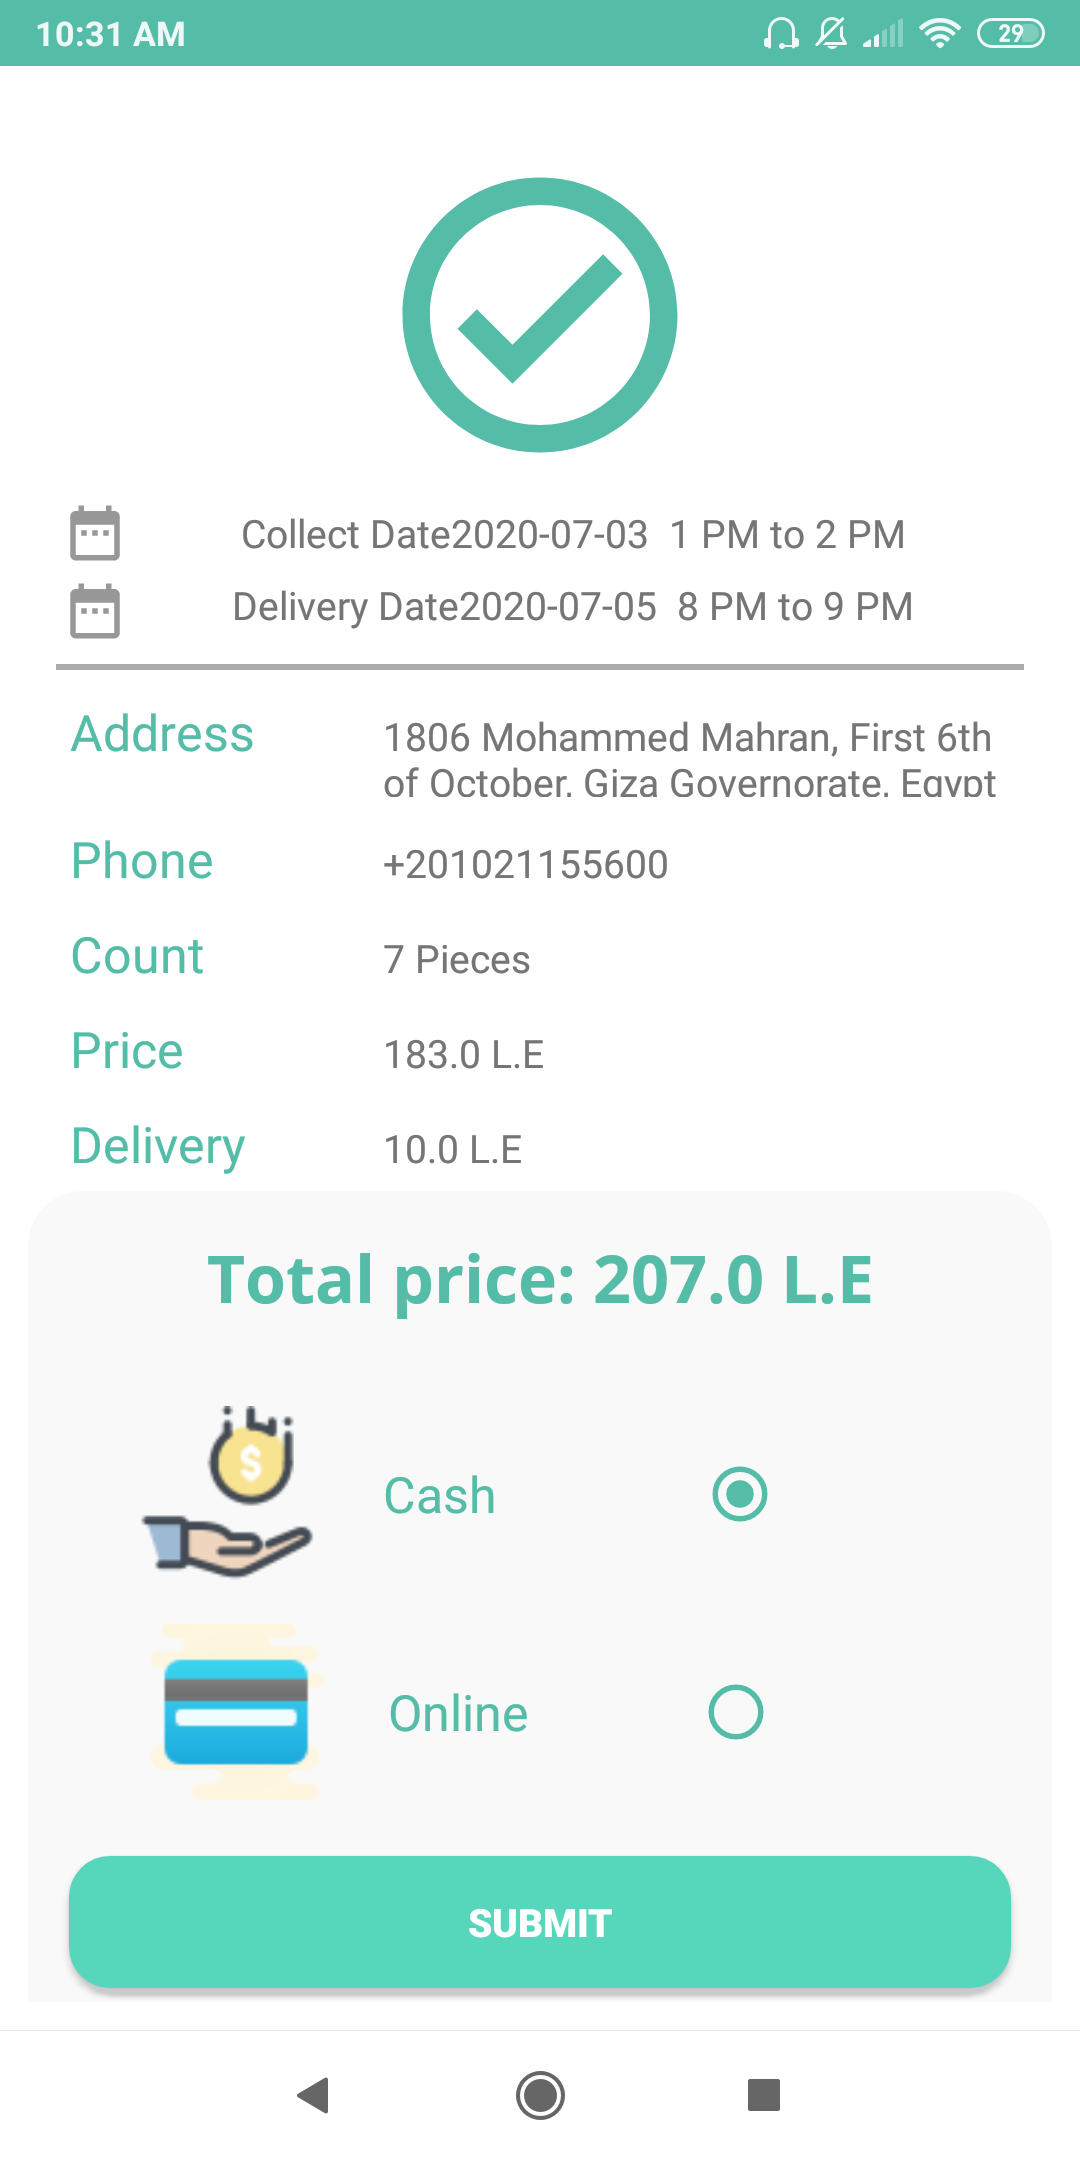 10:31 AM
29
Collect Date2020-07-03  1 PM to 2 PM
Delivery Date2020-07-05  8 PM to 9 PM
Address
1806 Mohammed Mahran, First 6th
of October, Giza Governorate, Egypt
Phone
+201021155600
Count
7 Pieces
Price
183.0 L.E
Delivery
10.0 L.E
Total price: 207.0 L.E
$
Cash
Online
SUBMIT